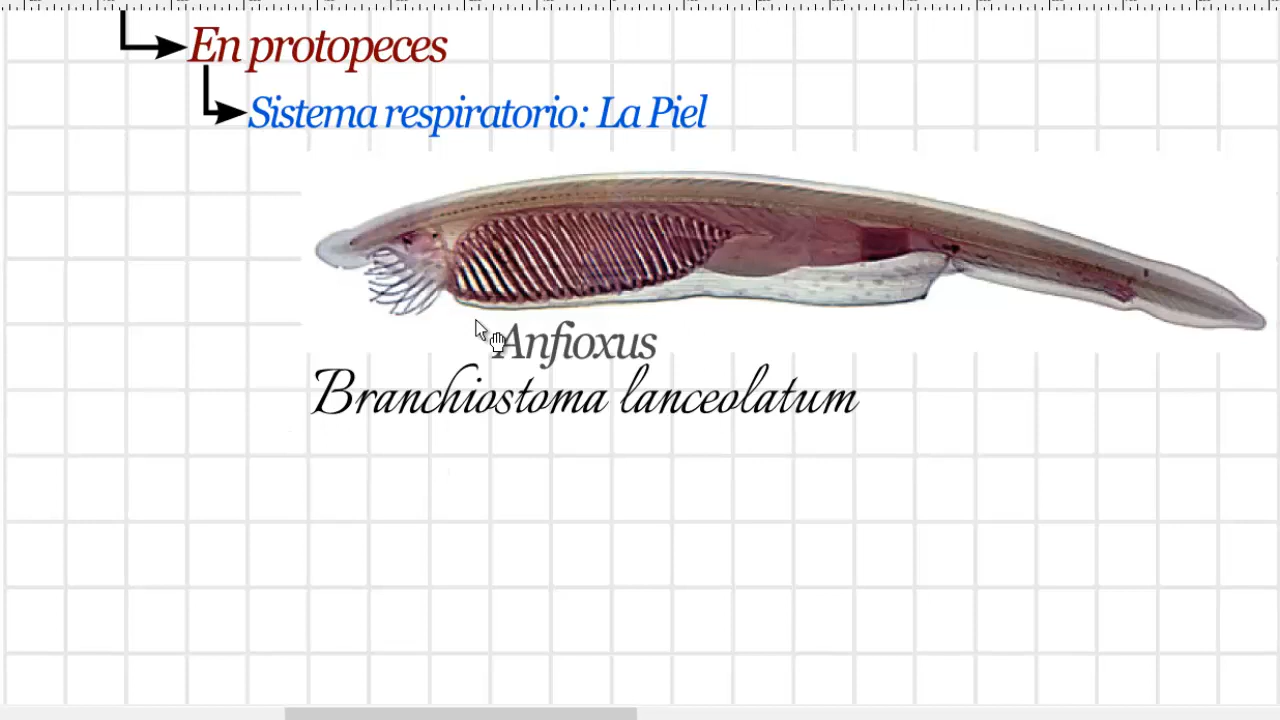 En protopeces
Sistema respiratorio: La Piel
Anfioxus
Branchiostoma lanceolatum